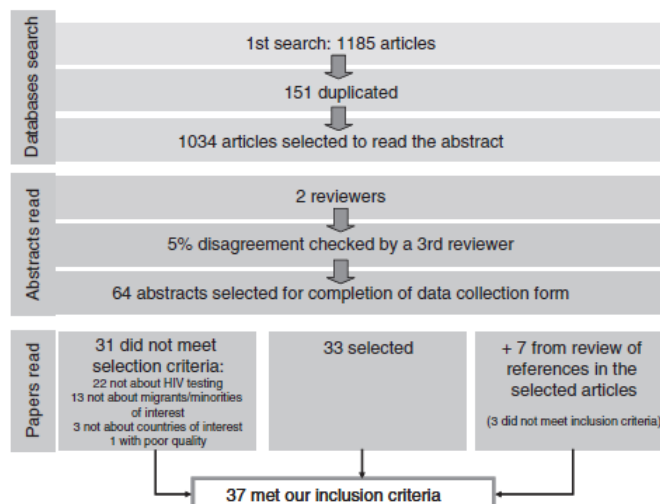 Databases search
1st search: 1185 articles
151 duplicated
1034 articles selected to read the abstract
Abstracts read
2 reviewers
5% disagreement checked by a 3rd reviewer
64 abstracts selected for completion of data collection form
Papers read
31 did not meet
selection criteria:
22 not about HIV testing
13 not about migrants/minorities
of interest
3 not about countries of interest
1 with poor quality
33 selected
+ 7 from review of
references in the
selected articles
(3 did not meet inclusion criteria)
37 met our inclusion criteria